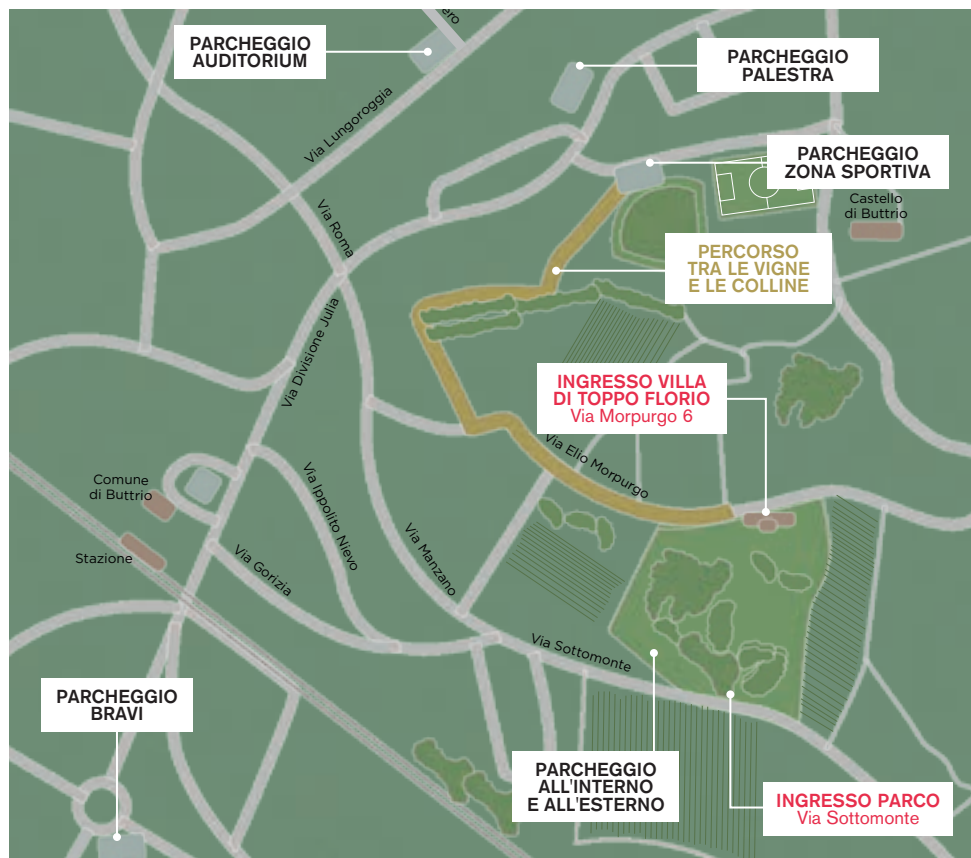 PARCHEGGIO
AUDITORIUM
PARCHEGGIO
PALESTRA
Via Lungoroggia
PARCHEGGIO
ZONA SPORTIVA
Castello
di Buttrio
Via Roma
PERCORSO
TRA LE VIGNE
E LE COLLINE
Via Divisione Julia
INGRESSO VILLA
DI TOPPO FLORIO
Via Morpurgo 6
Via Elio Morpurgo
Comune
di Buttrio
Via Ippolito Nievo
Stazione
Via Gorizia
Via Manzano
Via Sottomonte
PARCHEGGIO
BRAVI
PARCHEGGIO
ALL'INTERNO
E ALL'ESTERNO
INGRESSO PARCO
Via Sottomonte